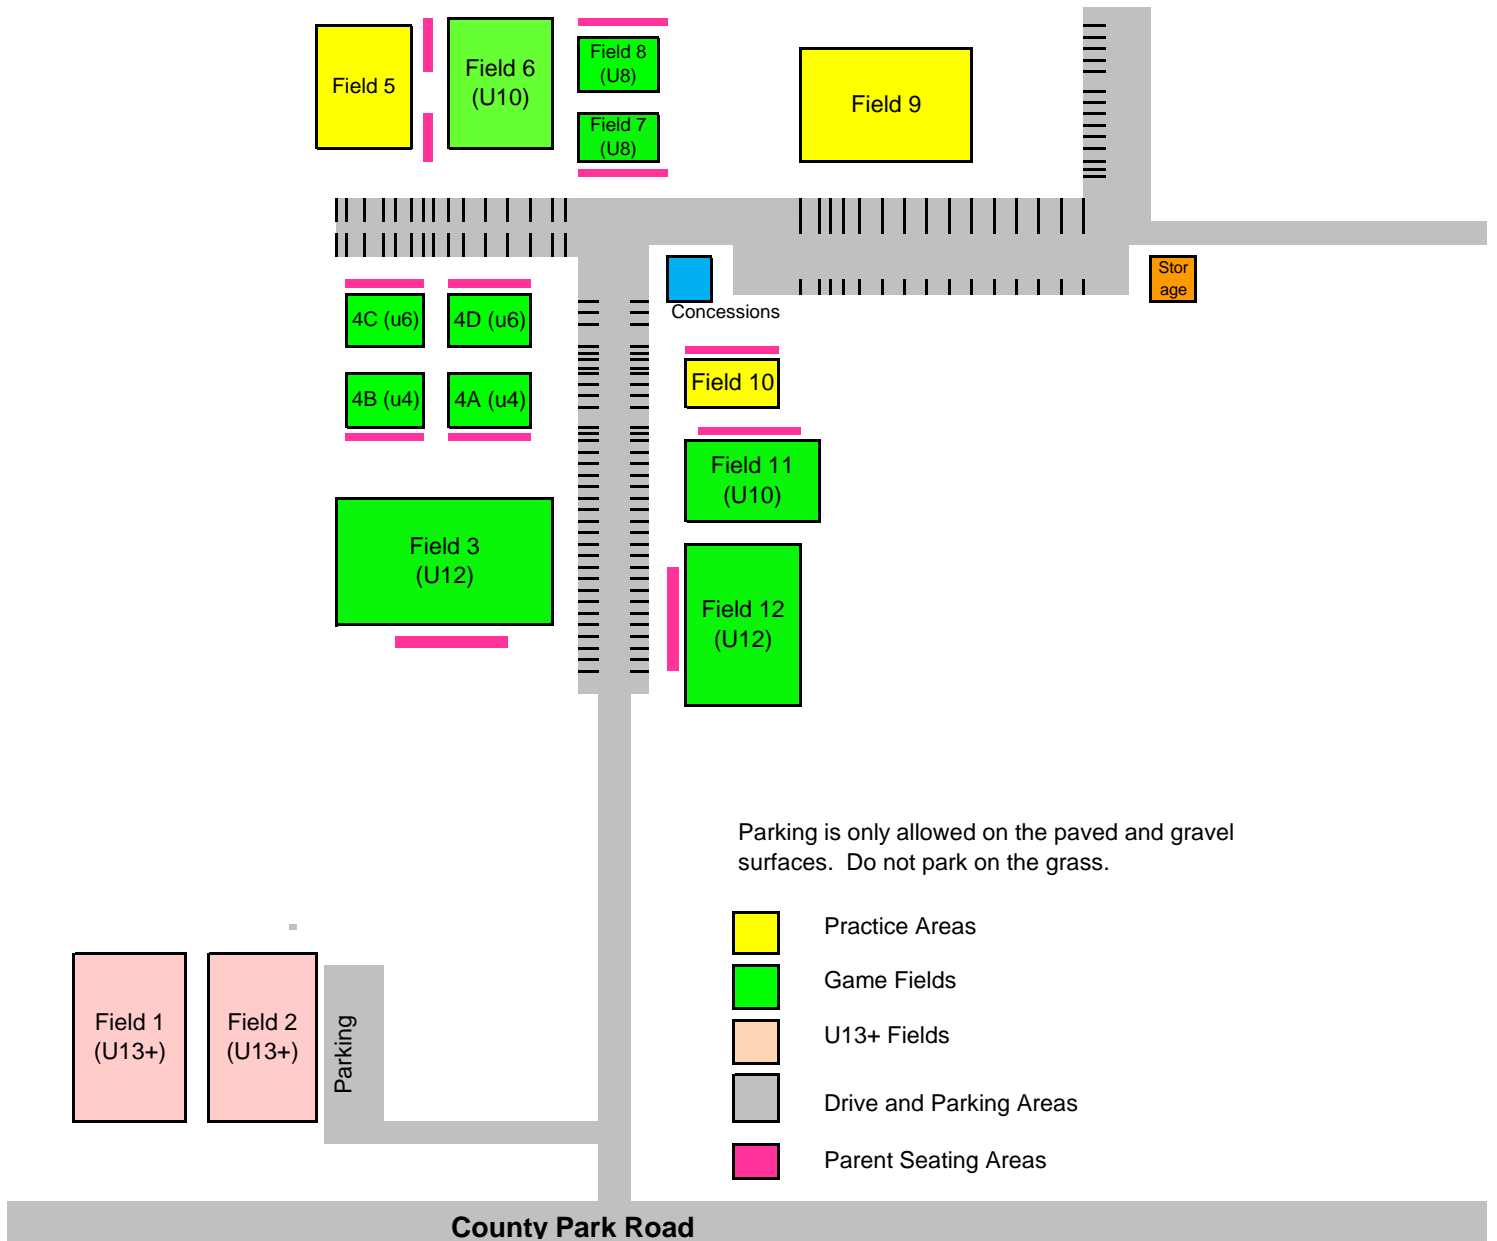 Field 5
Field 6
(U10)
Field 8
(U8)
Field 7
(U8)
Field 9
Stor
age
Concessions
4C (u6)
4D (u6)
4B (u4)
4A (u4)
Field 10
Field 11
(U10)
Field 3
(U12)
Field 12
(U12)
Parking is only allowed on the paved and gravel
surfaces.  Do not park on the grass.
Practice Areas
Game Fields
U13+ Fields
Drive and Parking Areas
Parent Seating Areas
Field 1
(U13+)
Field 2
(U13+)
Parking
County Park Road